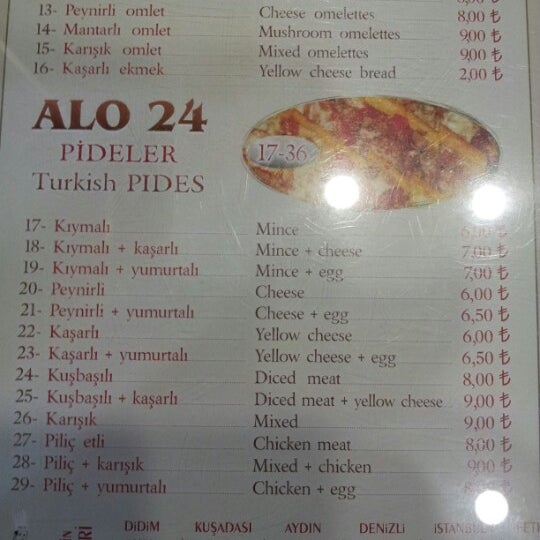 13- Peynirli omlet Cheese omelettes 8,00 ₺
14- Mantarlı omlet Mushroom omelettes 9,00 ₺
15- Karışık omlet Mixed omelettes 9,00 ₺
16- Kaşarlı ekmek Yellow cheese bread 2,00 ₺
ALO 24
PİDELER
Turkish PIDES
17-36
17- Kıymalı Mince 6,00 ₺
18- Kıymalı + kaşarlı Mince + cheese 7,00 ₺
19- Kıymalı + yumurtalı Mince + egg 7,00 ₺
20- Peynirli Cheese 6,00 ₺
21- Peynirli + yumurtalı Cheese + egg 6,50 ₺
22- Kaşarlı Yellow cheese 6,00 ₺
23- Kaşarlı + yumurtalı Yellow cheese + egg 6,50 ₺
24- Kuşbaşılı Diced meat 8,00 ₺
25- Kuşbaşılı + kaşarlı Diced meat + yellow cheese 9,00 ₺
26- Karışık Mixed 9,00 ₺
27- Piliç etli Chicken meat 8,00 ₺
28- Piliç + karışık Mixed + chicken 9,00 ₺
29- Piliç + yumurtalı Chicken + egg ₺
DİDİM KUŞADASI AYDIN DENİZLİ İSTANBUL